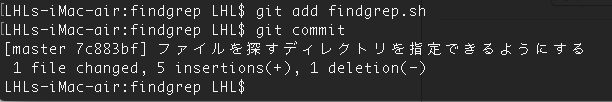 LHLs-iMac-air:findgrep LHL$ git add findgrep.sh
LHLs-iMac-air:findgrep LHL$ git commit
[master 7c883bf] ファイルを探すディレクトリを指定できるようにする
 1 file changed, 5 insertions(+), 1 deletion(-)
LHLs-iMac-air:findgrep LHL$